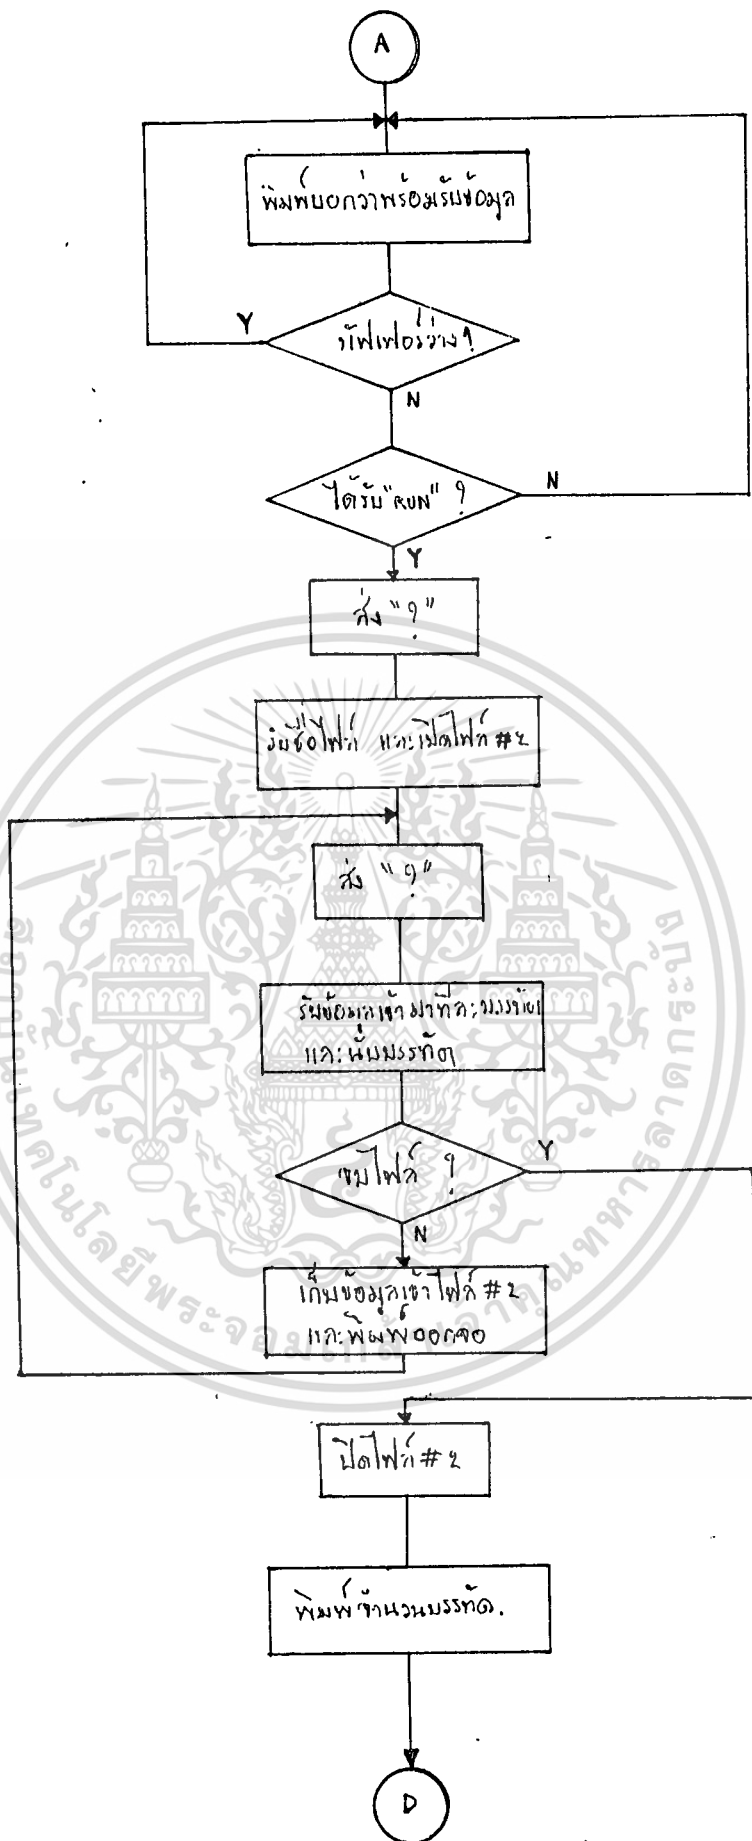 A
พิมพ์บอกว่าพร้อมรับข้อมูล
บัฟเฟอร์ว่าง?
Y
N
ได้รับ "RUN" ?
N
Y
ส่ง "?"
รับชื่อไฟล์ และเปิดไฟล์ #2
ส่ง "?"
รับข้อมูลเข้ามาทีละบรรทัด
และนับบรรทัด
จบไฟล์ ?
Y
N
เก็บข้อมูลเข้าไฟล์ #2
และพิมพ์ออกจอ
ปิดไฟล์ #2
พิมพ์จำนวนบรรทัด.
D